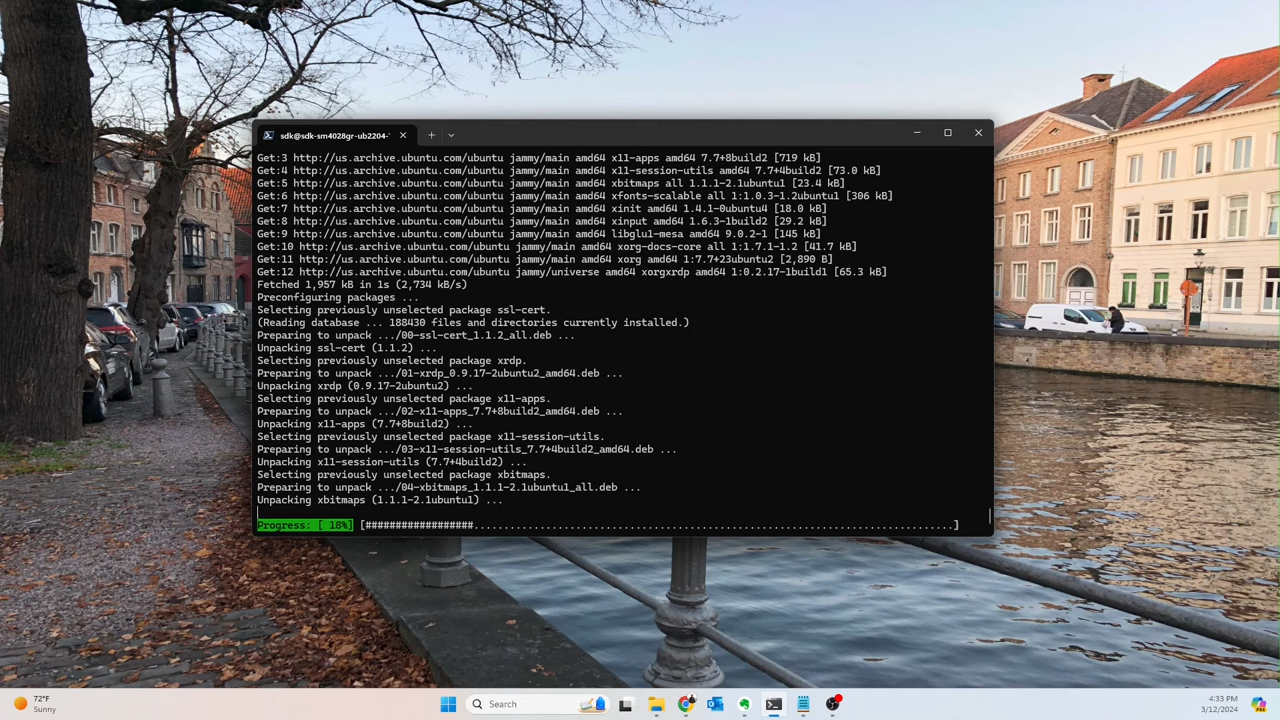 sdk@sdk-sm4028gr-ub2204-
Get:3 http://us.archive.ubuntu.com/ubuntu jammy/main amd64 x11-apps amd64 7.7+8build2 [719 kB]
Get:4 http://us.archive.ubuntu.com/ubuntu jammy/main amd64 x11-session-utils amd64 7.7+4build2 [73.0 kB]
Get:5 http://us.archive.ubuntu.com/ubuntu jammy/main amd64 xbitmaps all 1.1.1-2.1ubuntu1 [23.4 kB]
Get:6 http://us.archive.ubuntu.com/ubuntu jammy/main amd64 xfonts-scalable all 1:1.0.3-1.2ubuntu1 [306 kB]
Get:7 http://us.archive.ubuntu.com/ubuntu jammy/main amd64 xinit amd64 1.4.1-0ubuntu4 [18.0 kB]
Get:8 http://us.archive.ubuntu.com/ubuntu jammy/main amd64 xinput amd64 1.6.3-1build2 [29.2 kB]
Get:9 http://us.archive.ubuntu.com/ubuntu jammy/main amd64 libglu1-mesa amd64 9.0.2-1 [145 kB]
Get:10 http://us.archive.ubuntu.com/ubuntu jammy/main amd64 xorg-docs-core all 1:1.7.1-1.2 [41.7 kB]
Get:11 http://us.archive.ubuntu.com/ubuntu jammy/main amd64 xorg amd64 1:7.7+23ubuntu2 [2,890 B]
Get:12 http://us.archive.ubuntu.com/ubuntu jammy/universe amd64 xorgxrdp amd64 1:0.2.17-1build1 [65.3 kB]
Fetched 1,957 kB in 1s (2,734 kB/s)
Preconfiguring packages ...
Selecting previously unselected package ssl-cert.
(Reading database ... 188430 files and directories currently installed.)
Preparing to unpack .../00-ssl-cert_1.1.2_all.deb ...
Unpacking ssl-cert (1.1.2) ...
Selecting previously unselected package xrdp.
Preparing to unpack .../01-xrdp_0.9.17-2ubuntu2_amd64.deb ...
Unpacking xrdp (0.9.17-2ubuntu2) ...
Selecting previously unselected package x11-apps.
Preparing to unpack .../02-x11-apps_7.7+8build2_amd64.deb ...
Unpacking x11-apps (7.7+8build2) ...
Selecting previously unselected package x11-session-utils.
Preparing to unpack .../03-x11-session-utils_7.7+4build2_amd64.deb ...
Unpacking x11-session-utils (7.7+4build2) ...
Selecting previously unselected package xbitmaps.
Preparing to unpack .../04-xbitmaps_1.1.1-2.1ubuntu1_all.deb ...
Unpacking xbitmaps (1.1.1-2.1ubuntu1) ...
Progress: [ 18%] [##################................................................................]
72°F
Sunny
Search
4:33 PM
3/12/2024